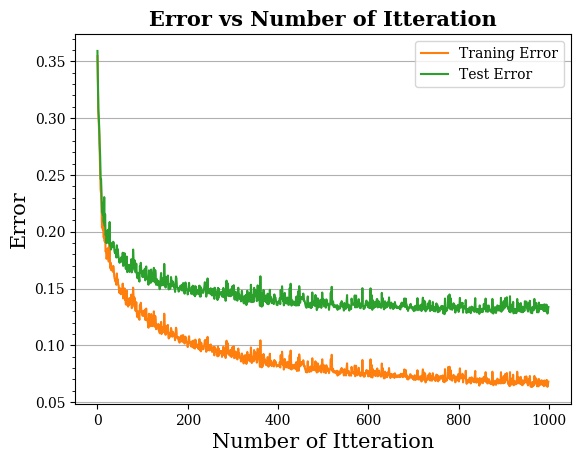 Error vs Number of Itteration
Traning Error
Test Error
Error
0.35
0.30
0.25
0.20
0.15
0.10
0.05
0
200
400
600
800
1000
Number of Itteration